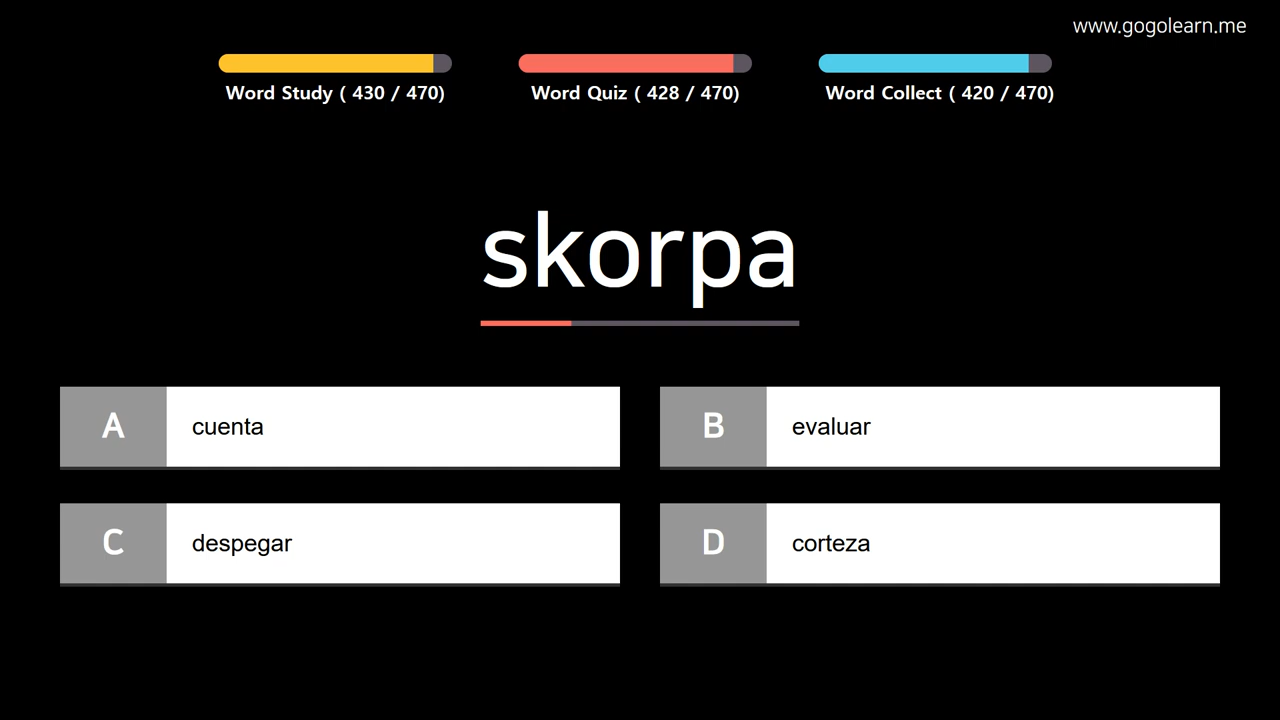 www.gogolearn.me
Word Study ( 430 / 470)
Word Quiz ( 428 / 470)
Word Collect ( 420 / 470)
skorpa
A cuenta
B evaluar
C despegar
D corteza